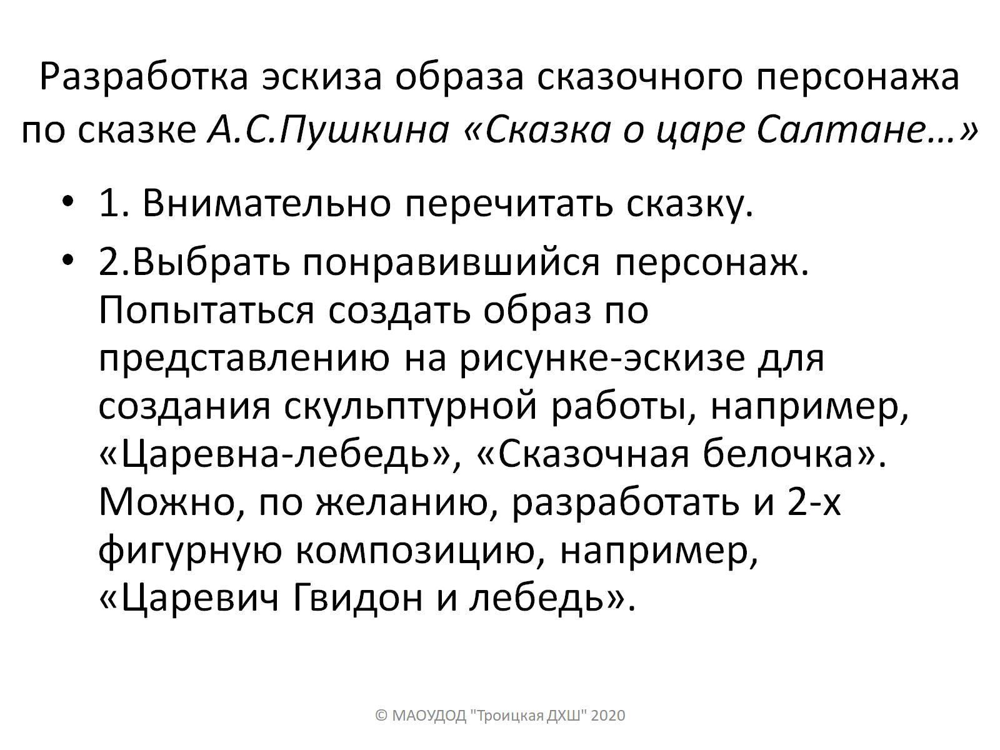 Разработка эскиза образа сказочного персонажа
по сказке А.С.Пушкина «Сказка о царе Салтане…»
• 1. Внимательно перечитать сказку.
• 2.Выбрать понравившийся персонаж.
Попытаться создать образ по
представлению на рисунке-эскизе для
создания скульптурной работы, например,
«Царевна-лебедь», «Сказочная белочка».
Можно, по желанию, разработать и 2-х
фигурную композицию, например,
«Царевич Гвидон и лебедь».
© МАОУДОД "Троицкая ДХШ" 2020